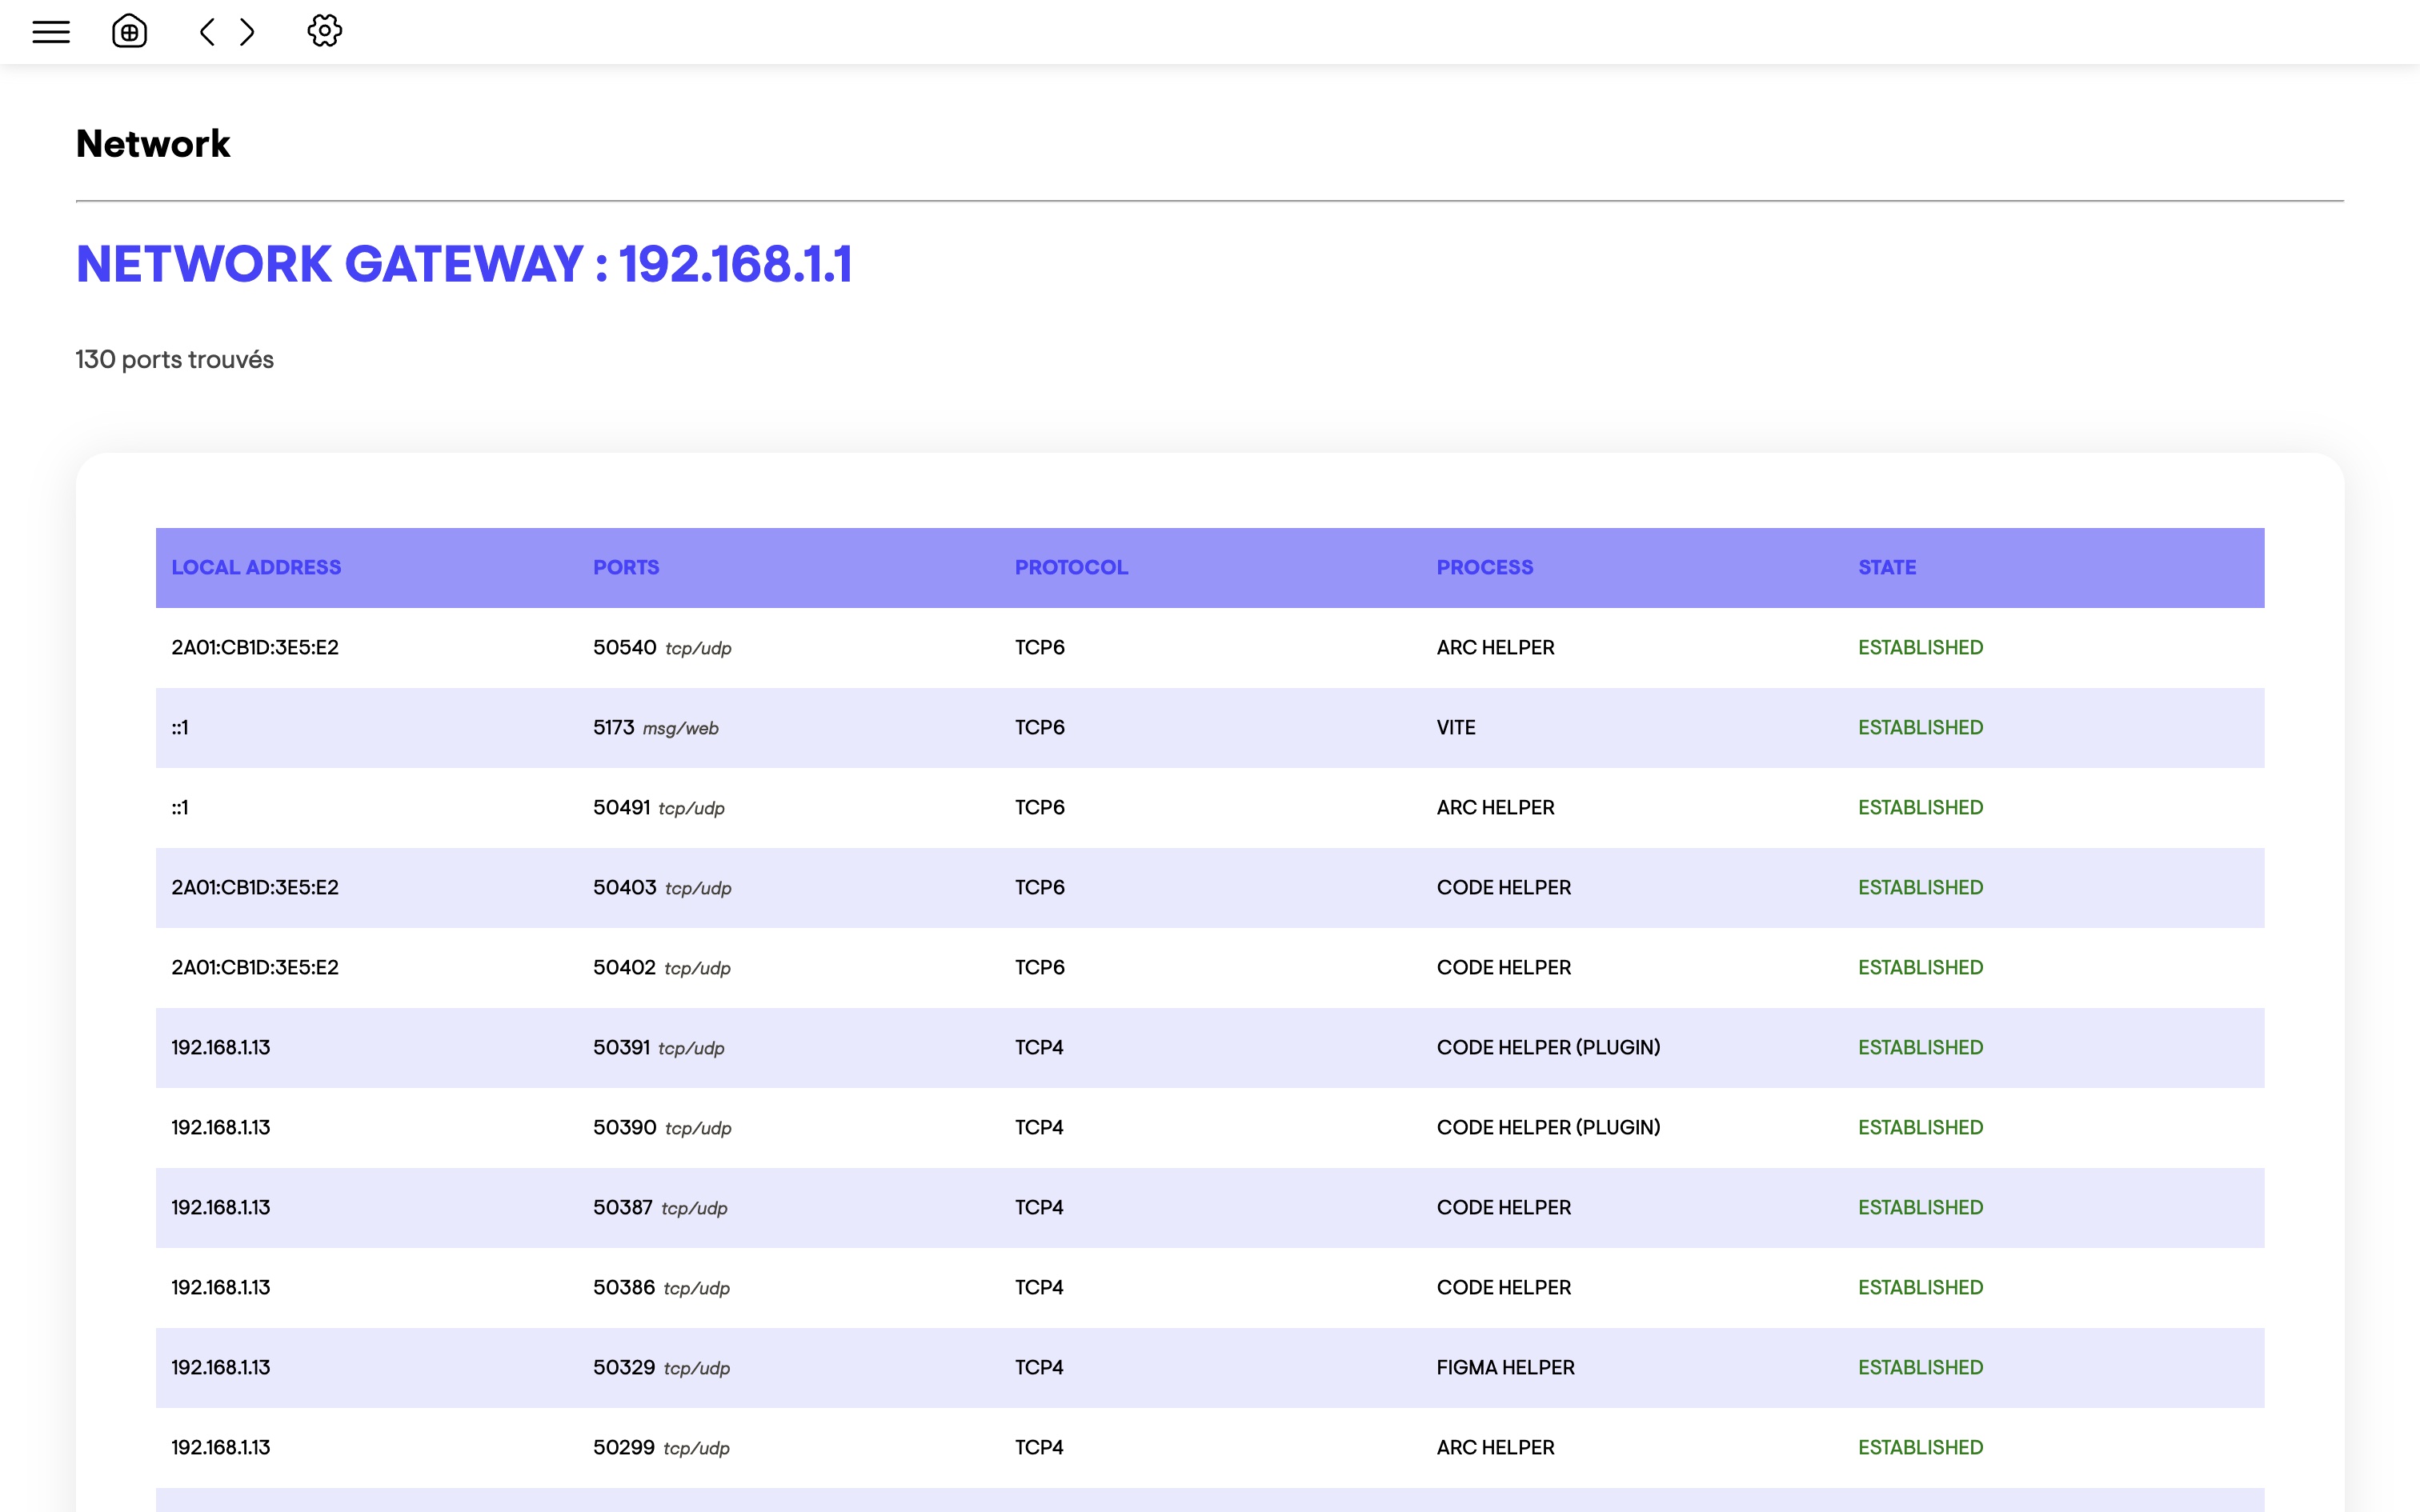 Network
NETWORK GATEWAY : 192.168.1.1
130 ports trouvés
LOCAL ADDRESS PORTS PROTOCOL PROCESS STATE
2A01:CB1D:3E5:E2 50540 tcp/udp TCP6 ARC HELPER ESTABLISHED
::1 5173 msg/web TCP6 VITE ESTABLISHED
::1 50491 tcp/udp TCP6 ARC HELPER ESTABLISHED
2A01:CB1D:3E5:E2 50403 tcp/udp TCP6 CODE HELPER ESTABLISHED
2A01:CB1D:3E5:E2 50402 tcp/udp TCP6 CODE HELPER ESTABLISHED
192.168.1.13 50391 tcp/udp TCP4 CODE HELPER (PLUGIN) ESTABLISHED
192.168.1.13 50390 tcp/udp TCP4 CODE HELPER (PLUGIN) ESTABLISHED
192.168.1.13 50387 tcp/udp TCP4 CODE HELPER ESTABLISHED
192.168.1.13 50386 tcp/udp TCP4 CODE HELPER ESTABLISHED
192.168.1.13 50329 tcp/udp TCP4 FIGMA HELPER ESTABLISHED
192.168.1.13 50299 tcp/udp TCP4 ARC HELPER ESTABLISHED